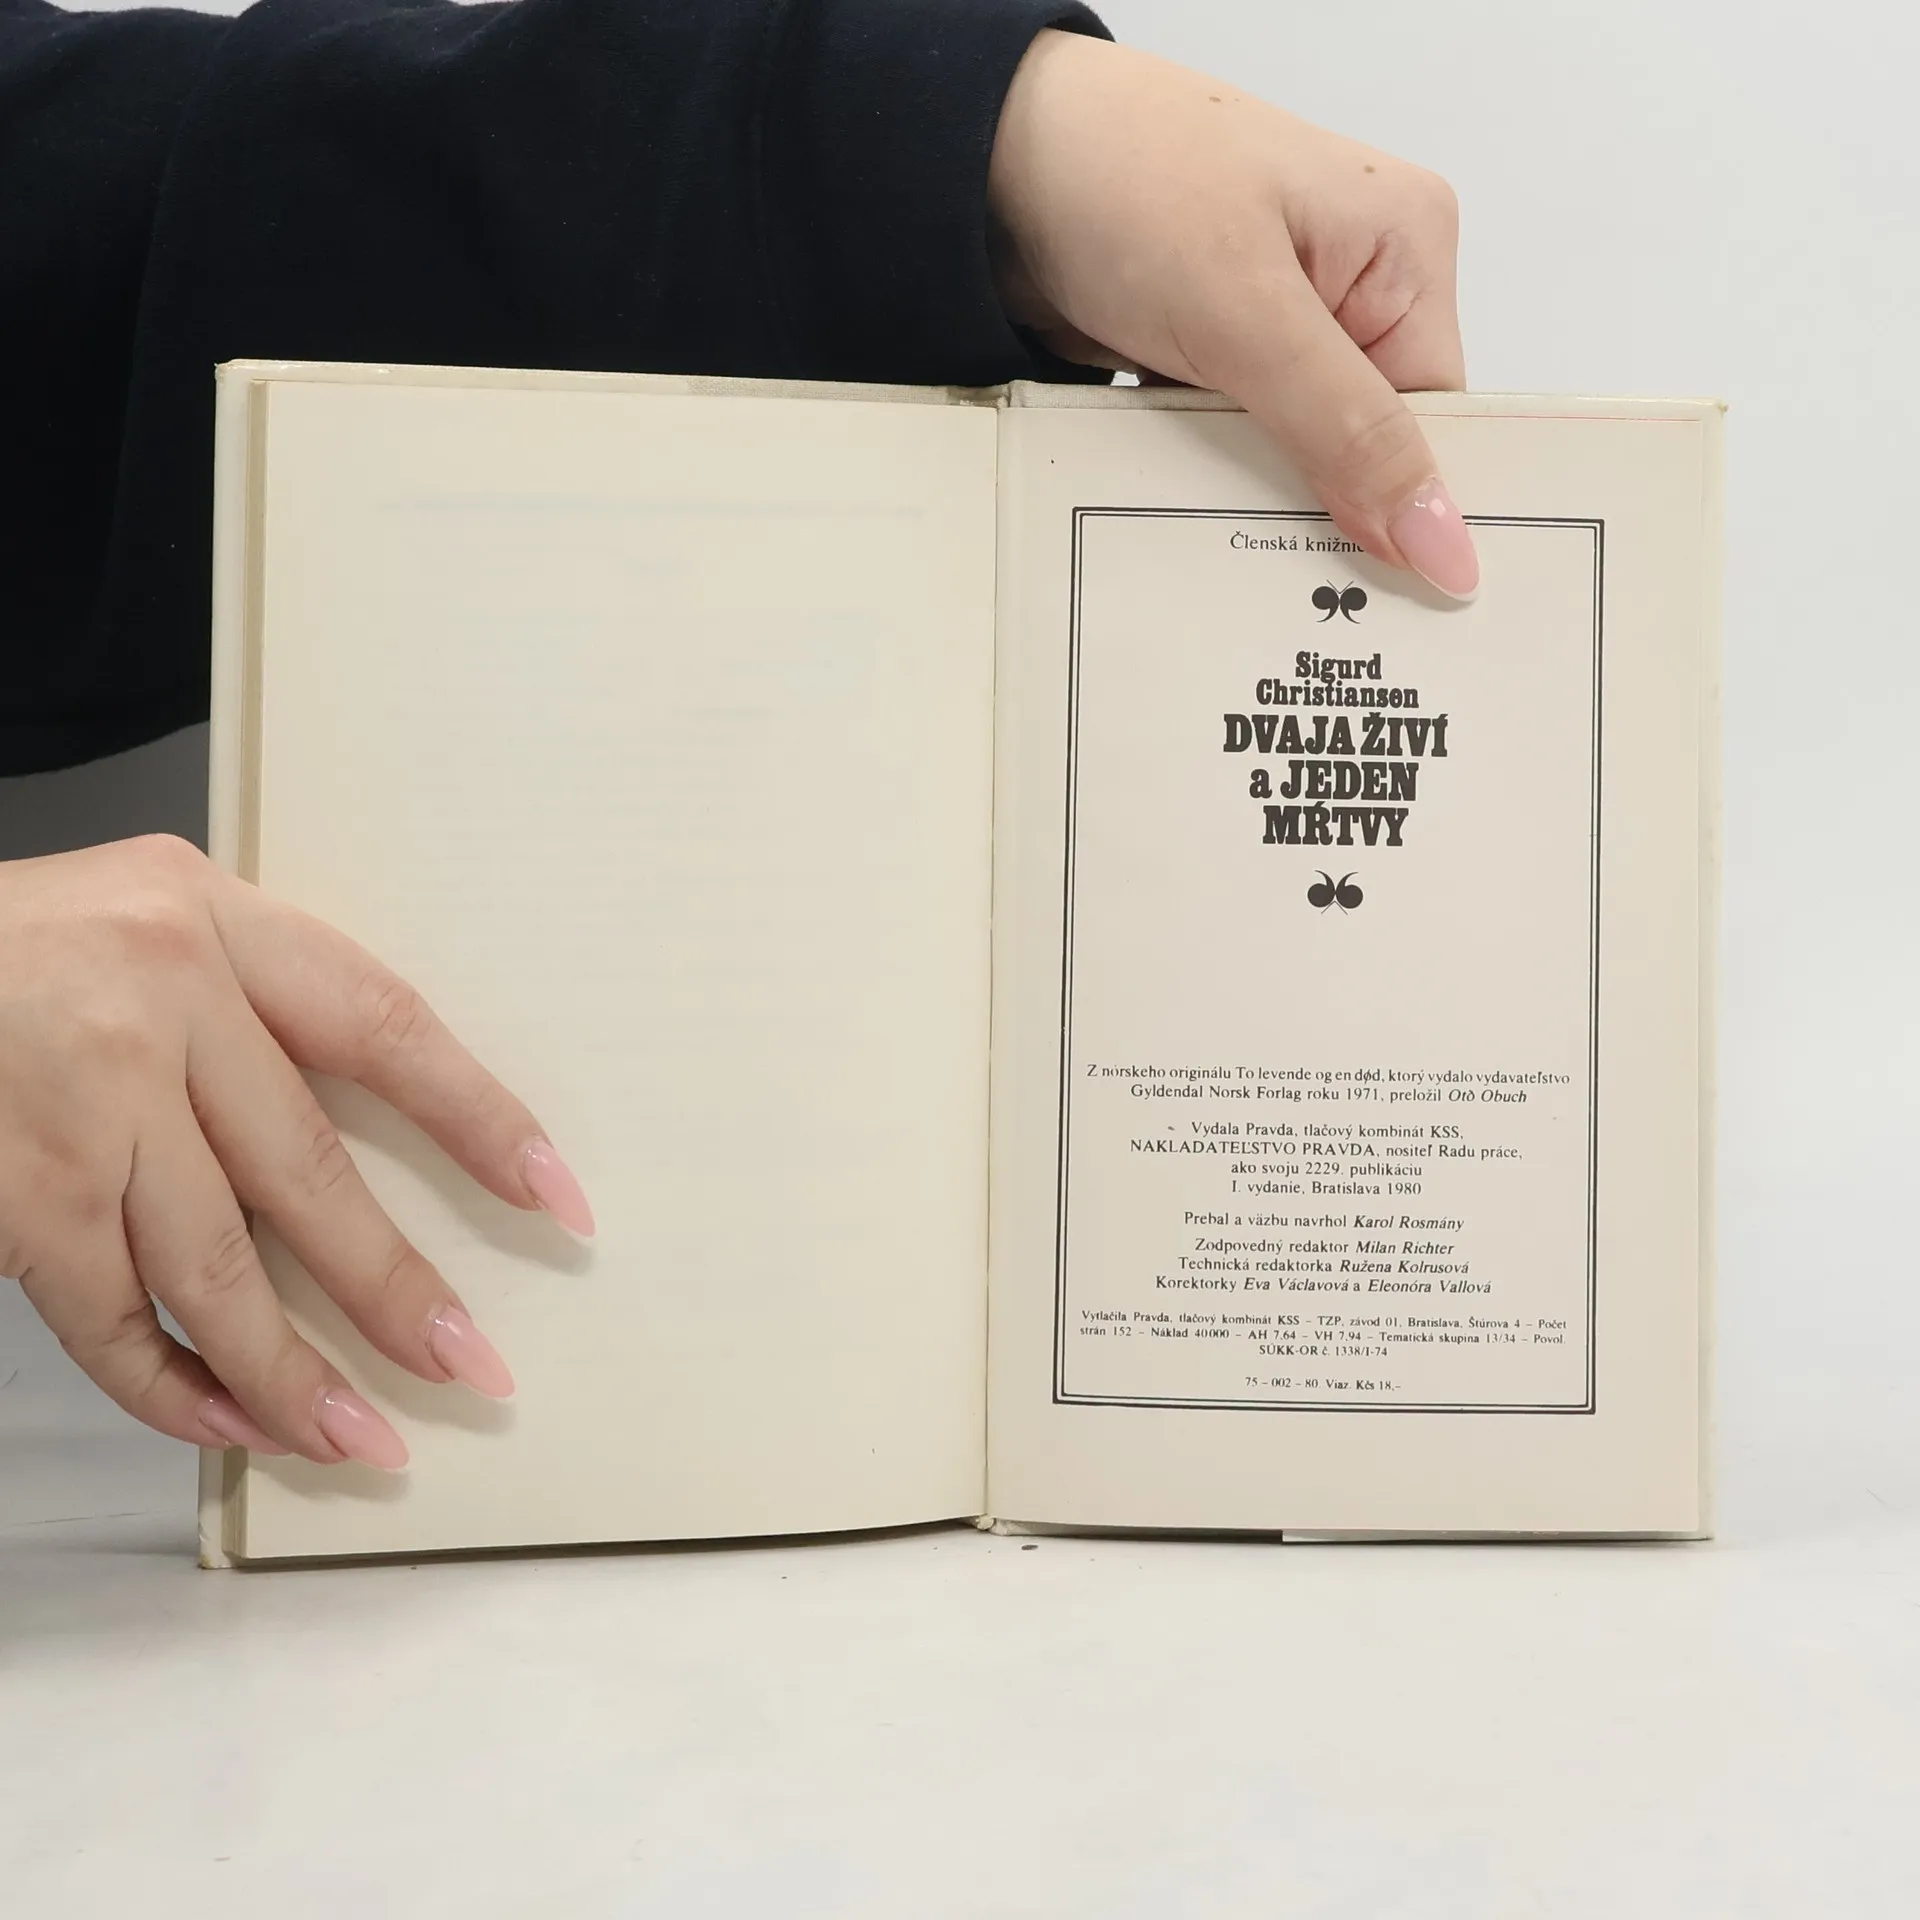 Členská
Sigurd
Christiansen
DVAJA ŽIVÍ
a JEDEN
MŔTVY
Z nórskeho originálu To levende og en død, ktorý vydalo vydavateľstvo
Gyldendal Norsk Forlag roku 1971, preložil Oto Obuch
Vydala Pravda, tlačový kombinát KSS,
NAKLADATEĽSTVO PRAVDA, nositeľ Radu práce,
ako svoju 2229. publikáciu
I. vydanie, Bratislava 1980
Prebal a väzbu navrhol Karol Rosmány
Zodpovedný redaktor Milan Richter
Technická redaktorka Ružena Kolrusová
Korektorky Eva Václavová a Eleonóra Vallová
Vytlačila Pravda, tlačový kombinát KSS – TZP, závod 01, Bratislava, Štúrova 4 – Počet
strán 152 – Náklad 40000 – AH 7,64 – VH 7,94 – Tematická skupina 13/34 – Povol.
SÚKK-OR č. 1338/I-74
75 – 002 – 80. Viaz. Kčs 18,–